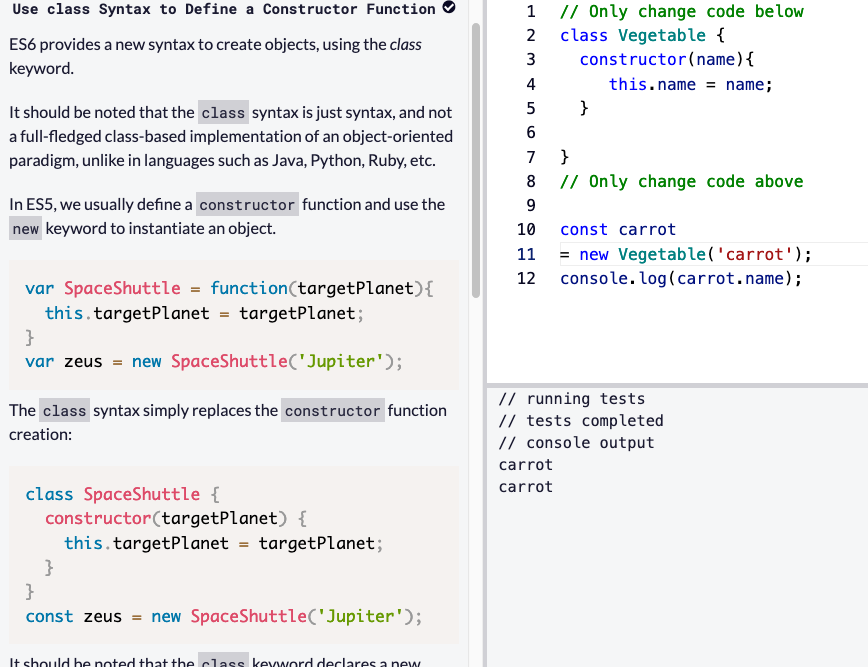 Use class Syntax to Define a Constructor Function
ES6 provides a new syntax to create objects, using the class
keyword.
It should be noted that the class syntax is just syntax, and not
a full-fledged class-based implementation of an object-oriented
paradigm, unlike in languages such as Java, Python, Ruby, etc.
In ES5, we usually define a constructor function and use the
new keyword to instantiate an object.
var SpaceShuttle = function(targetPlanet){
  this.targetPlanet = targetPlanet;
}
var zeus = new SpaceShuttle('Jupiter');
The class syntax simply replaces the constructor function
creation:
class SpaceShuttle {
  constructor(targetPlanet) {
    this.targetPlanet = targetPlanet;
  }
}
const zeus = new SpaceShuttle('Jupiter');
It should be noted that the class keyword declares a new
1 // Only change code below
2 class Vegetable {
3   constructor(name){
4      this.name = name;
5   }
6
7 }
8 // Only change code above
9
10 const carrot
11 = new Vegetable('carrot');
12 console.log(carrot.name);
// running tests
// tests completed
// console output
carrot
carrot